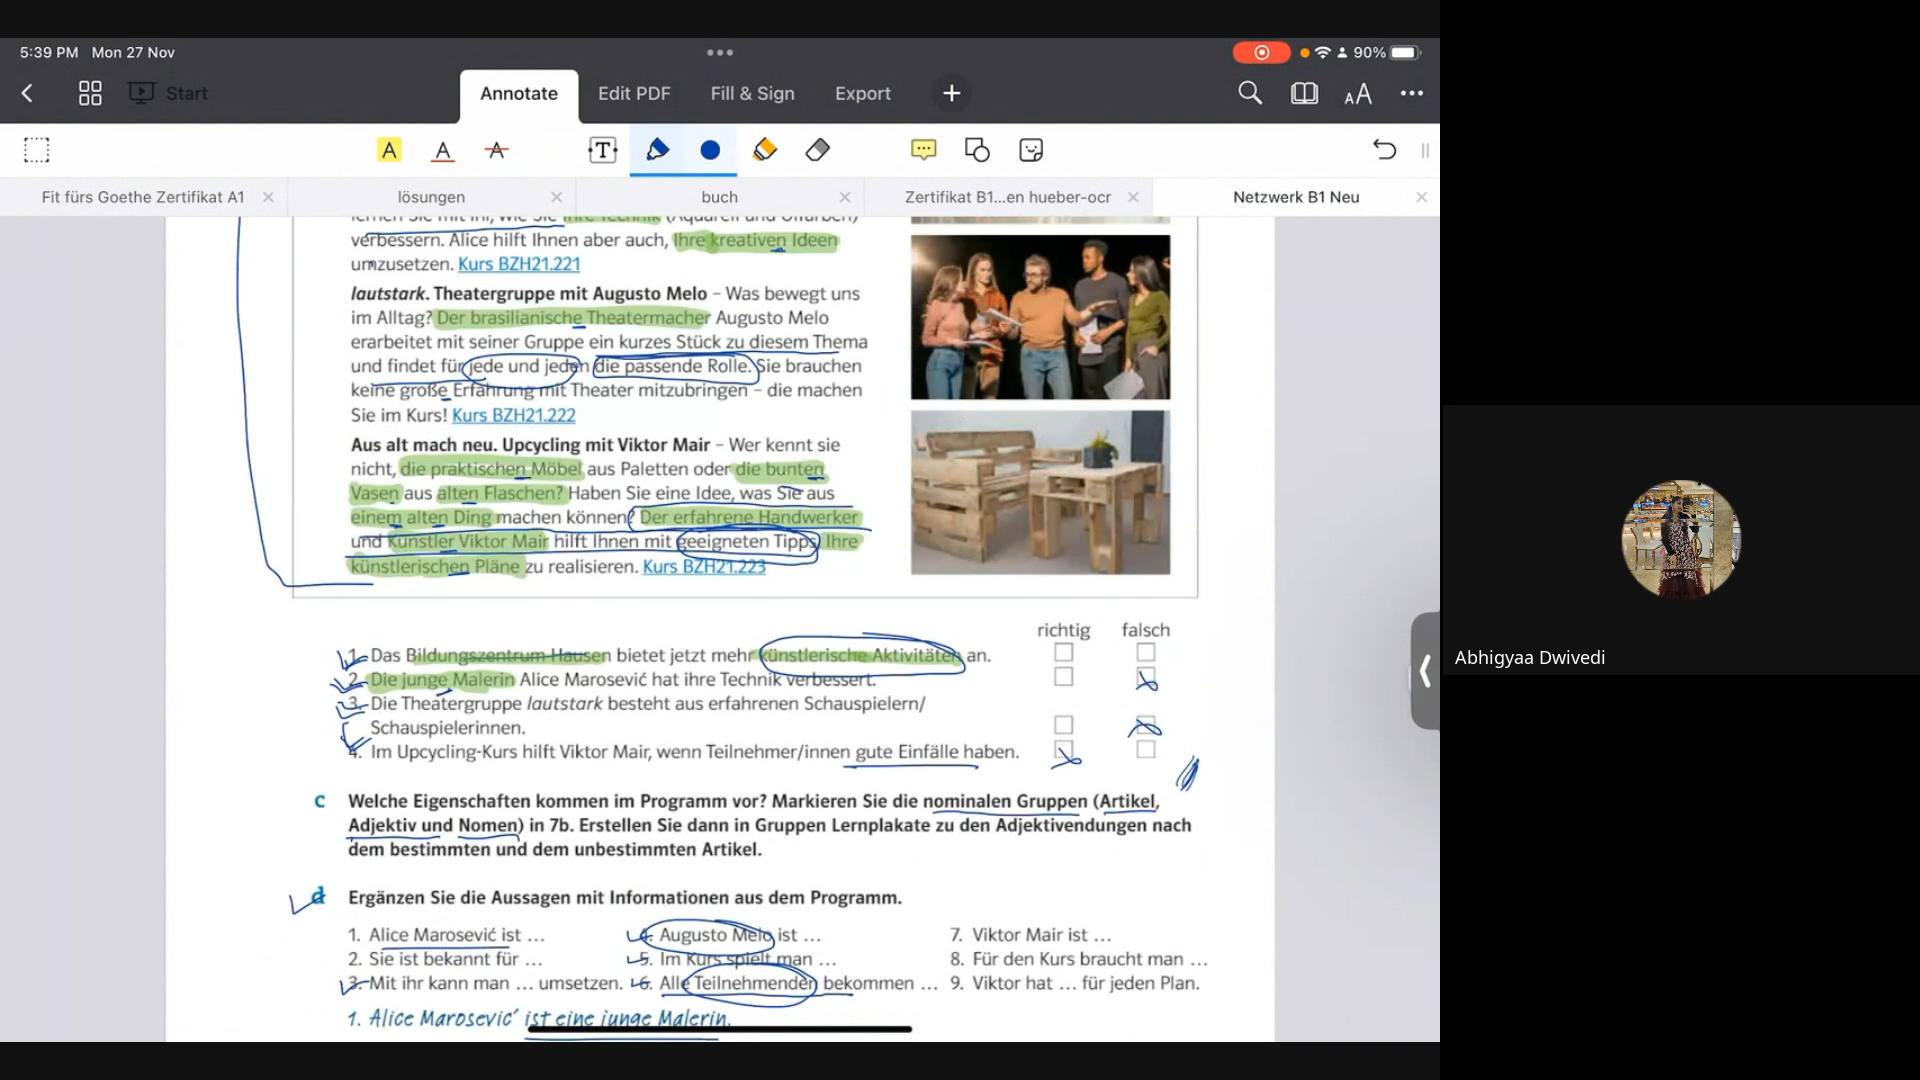 5:39 PM Mon 27 Nov
90%
Start
Annotate
Edit PDF
Fill & Sign
Export
Fit fürs Goethe Zertifikat A1
lösungen
buch
Zertifikat B1...en hueber-ocr
Netzwerk B1 Neu
lernen Sie mit ihr, wie Sie Ihre Technik (Aquarell und Ölfarben)
verbessern. Alice hilft Ihnen aber auch, Ihre kreativen Ideen
umzusetzen. Kurs BZH21.221
lautstark. Theatergruppe mit Augusto Melo – Was bewegt uns
im Alltag? Der brasilianische Theatermacher Augusto Melo
erarbeitet mit seiner Gruppe ein kurzes Stück zu diesem Thema
und findet für jede und jeden die passende Rolle. Sie brauchen
keine große Erfahrung mit Theater mitzubringen – die machen
Sie im Kurs! Kurs BZH21.222
Aus alt mach neu. Upcycling mit Viktor Mair – Wer kennt sie
nicht, die praktischen Möbel aus Paletten oder die bunten
Vasen aus alten Flaschen? Haben Sie eine Idee, was Sie aus
einem alten Ding machen können? Der erfahrene Handwerker
und Künstler Viktor Mair hilft Ihnen mit geeigneten Tipps, Ihre
künstlerischen Pläne zu realisieren. Kurs BZH21.223
richtig falsch
1. Das Bildungszentrum Hausen bietet jetzt mehr künstlerische Aktivitäten an.
2. Die junge Malerin Alice Marosević hat ihre Technik verbessert.
3. Die Theatergruppe lautstark besteht aus erfahrenen Schauspielern/
Schauspielerinnen.
4. Im Upcycling-Kurs hilft Viktor Mair, wenn Teilnehmer/innen gute Einfälle haben.
c Welche Eigenschaften kommen im Programm vor? Markieren Sie die nominalen Gruppen (Artikel,
Adjektiv und Nomen) in 7b. Erstellen Sie dann in Gruppen Lernplakate zu den Adjektivendungen nach
dem bestimmten und dem unbestimmten Artikel.
d Ergänzen Sie die Aussagen mit Informationen aus dem Programm.
1. Alice Marosević ist ...
2. Sie ist bekannt für ...
3. Mit ihr kann man ... umsetzen.
4. Augusto Melo ist ...
5. Im Kurs spielt man ...
6. Alle Teilnehmenden bekommen ...
7. Viktor Mair ist ...
8. Für den Kurs braucht man ...
9. Viktor hat ... für jeden Plan.
1. Alice Marosević ist eine junge Malerin.
Abhigyaa Dwivedi